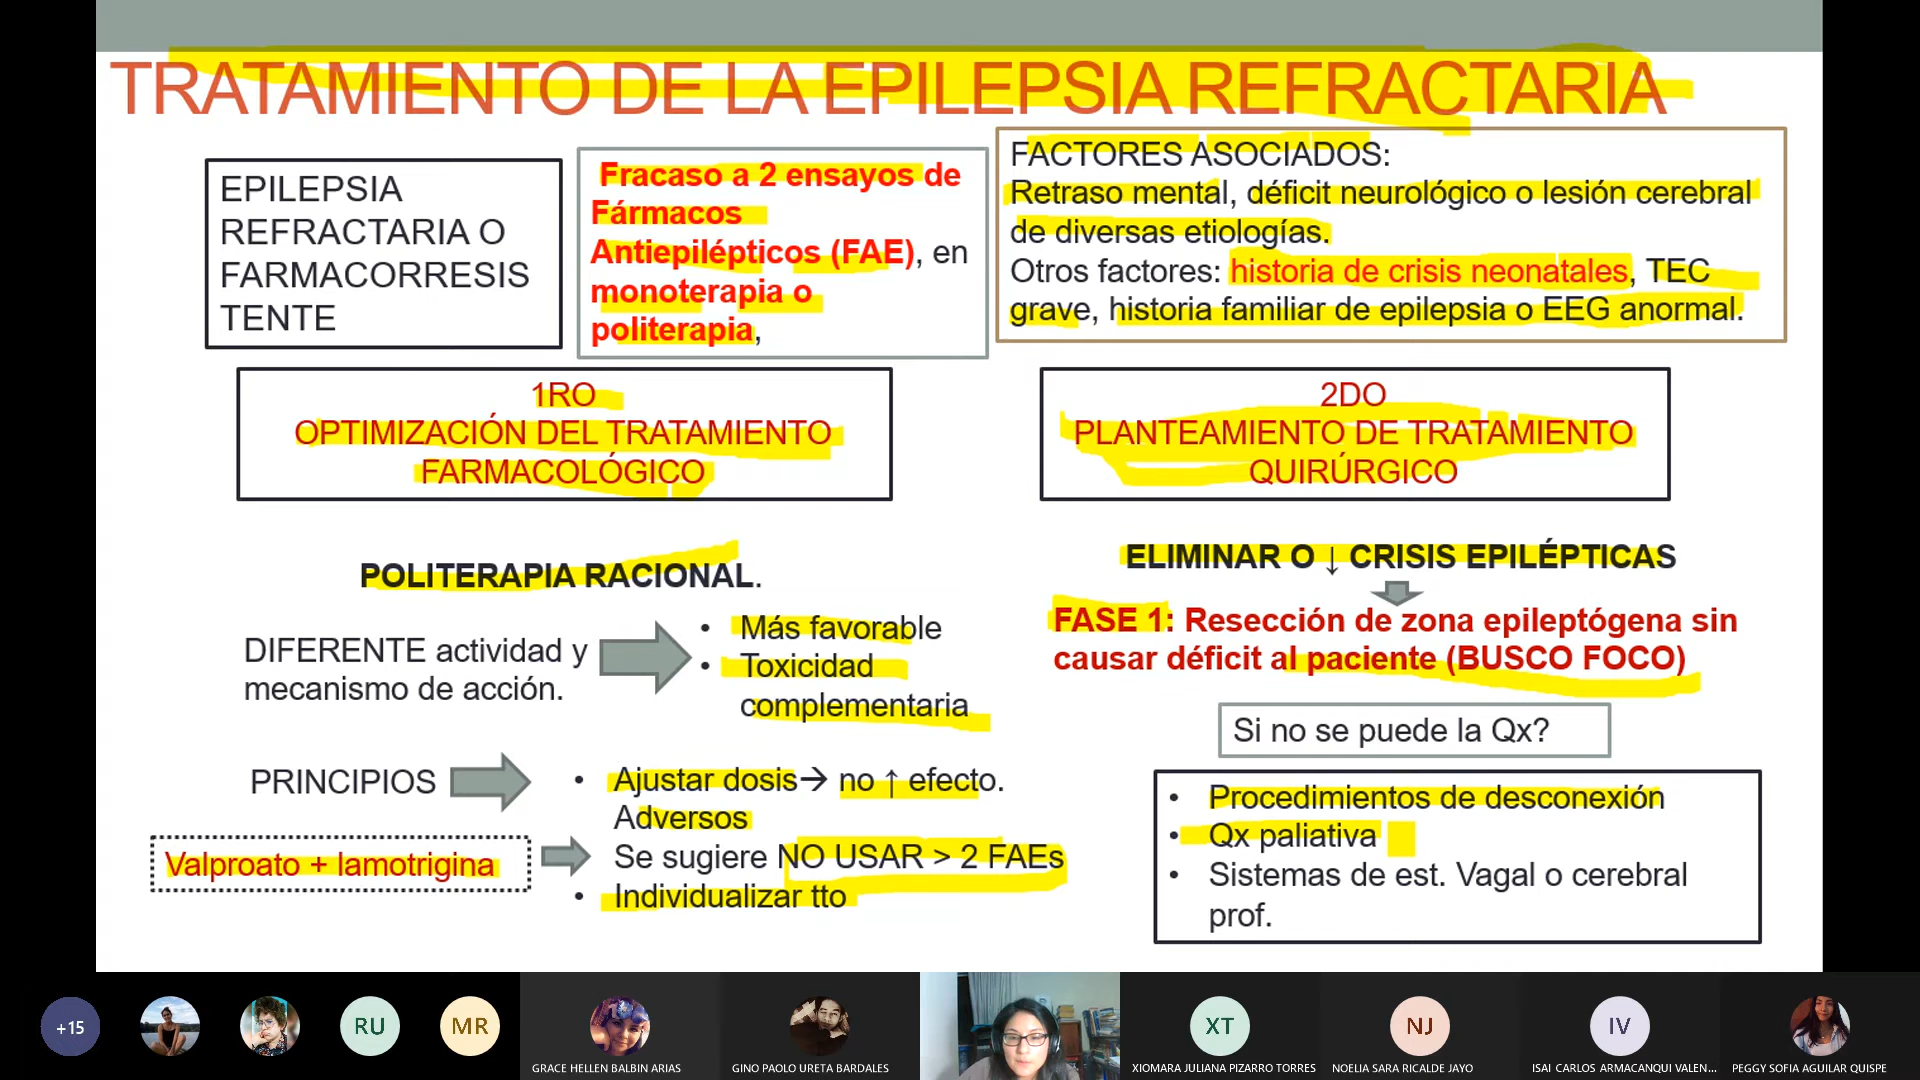 TRATAMIENTO DE LA EPILEPSIA REFRACTARIA
EPILEPSIA
REFRACTARIA O
FARMACORRESIS
TENTE
Fracaso a 2 ensayos de
Fármacos
Antiepilépticos (FAE), en
monoterapia o
politerapia,
FACTORES ASOCIADOS:
Retraso mental, déficit neurológico o lesión cerebral
de diversas etiologías.
Otros factores: historia de crisis neonatales, TEC
grave, historia familiar de epilepsia o EEG anormal.
1RO
OPTIMIZACIÓN DEL TRATAMIENTO
FARMACOLÓGICO
POLITERAPIA RACIONAL.
DIFERENTE actividad y
mecanismo de acción.
• Más favorable
• Toxicidad
complementaria
PRINCIPIOS
• Ajustar dosis→ no ↑ efecto.
Adversos
Valproato + lamotrigina
Se sugiere NO USAR > 2 FAEs
• Individualizar tto
2DO
PLANTEAMIENTO DE TRATAMIENTO
QUIRÚRGICO
ELIMINAR O ↓ CRISIS EPILÉPTICAS
FASE 1: Resección de zona epileptógena sin
causar déficit al paciente (BUSCO FOCO)
Si no se puede la Qx?
• Procedimientos de desconexión
• Qx paliativa
• Sistemas de est. Vagal o cerebral
prof.
+15
RU
MR
GRACE HELLEN BALBIN ARIAS
GINO PAOLO URETA BARDALES
XT
XIOMARA JULIANA PIZARRO TORRES
NJ
NOELIA SARA RICALDE JAYO
IV
ISAI CARLOS ARMACANQUI VALEN...
PEGGY SOFIA AGUILAR QUISPE